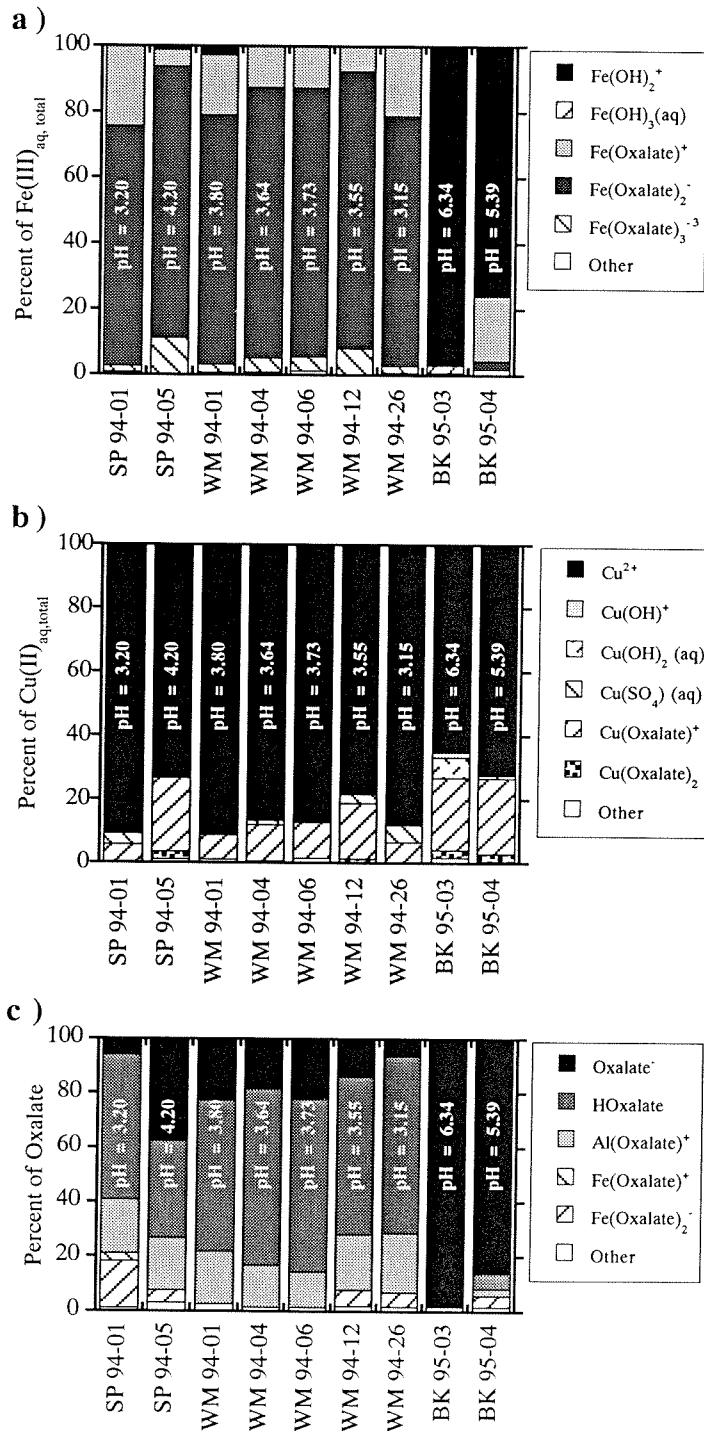 a )
Percent of Fe(III)aq, total
100
80
60
40
20
0
pH = 3.20
pH = 4.20
pH = 3.80
pH = 3.64
pH = 3.73
pH = 3.55
pH = 3.15
pH = 6.34
pH = 5.39
SP 94-01
SP 94-05
WM 94-01
WM 94-04
WM 94-06
WM 94-12
WM 94-26
BK 95-03
BK 95-04
Fe(OH)2+
Fe(OH)3(aq)
Fe(Oxalate)+
Fe(Oxalate)2-
Fe(Oxalate)3-3
Other
b )
Percent of Cu(II)aq,total
100
80
60
40
20
0
pH = 3.20
pH = 4.20
pH = 3.80
pH = 3.64
pH = 3.73
pH = 3.55
pH = 3.15
pH = 6.34
pH = 5.39
SP 94-01
SP 94-05
WM 94-01
WM 94-04
WM 94-06
WM 94-12
WM 94-26
BK 95-03
BK 95-04
Cu2+
Cu(OH)+
Cu(OH)2 (aq)
Cu(SO4) (aq)
Cu(Oxalate)+
Cu(Oxalate)2
Other
c )
Percent of Oxalate
100
80
60
40
20
0
pH = 3.20
pH = 4.20
pH = 3.80
pH = 3.64
pH = 3.73
pH = 3.55
pH = 3.15
pH = 6.34
pH = 5.39
SP 94-01
SP 94-05
WM 94-01
WM 94-04
WM 94-06
WM 94-12
WM 94-26
BK 95-03
BK 95-04
Oxalate-
HOxalate
Al(Oxalate)+
Fe(Oxalate)+
Fe(Oxalate)2-
Other